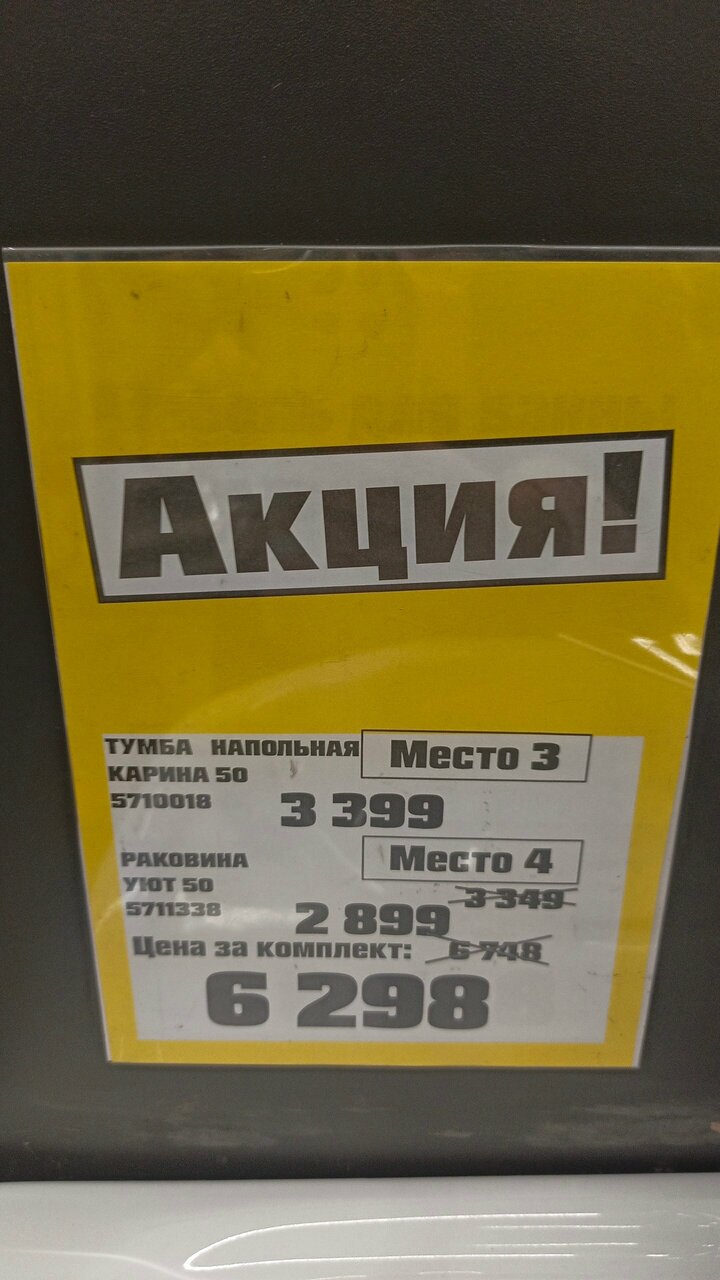 Акция!
ТУМБА НАПОЛЬНАЯ Место 3
КАРИНА 50
5710018 3 399
РАКОВИНА Место 4
УЮТ 50 3 349
5711338 2 899
Цена за комплект: 6 748
6 298